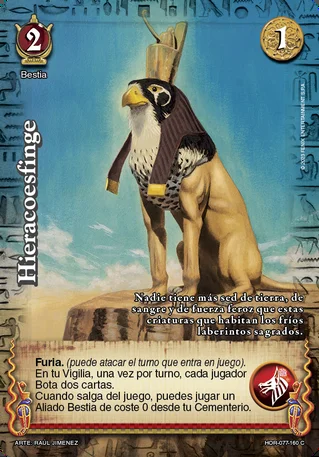 2
1
Bestia
©2013 FENIX ENTERTAINMENT S.P.A
Hieracoesfinge
Nadie tiene más sed de tierra, de
sangre y de fuerza feroz que estas
criaturas que habitan los fríos
laberintos sagrados.
Furia. (puede atacar el turno que entra en juego).
En tu Vigilia, una vez por turno, cada jugador
Bota dos cartas.
Cuando salga del juego, puedes jugar un
Aliado Bestia de coste 0 desde tu Cementerio.
ARTE: RAUL JIMENEZ
HOR-077-160 C